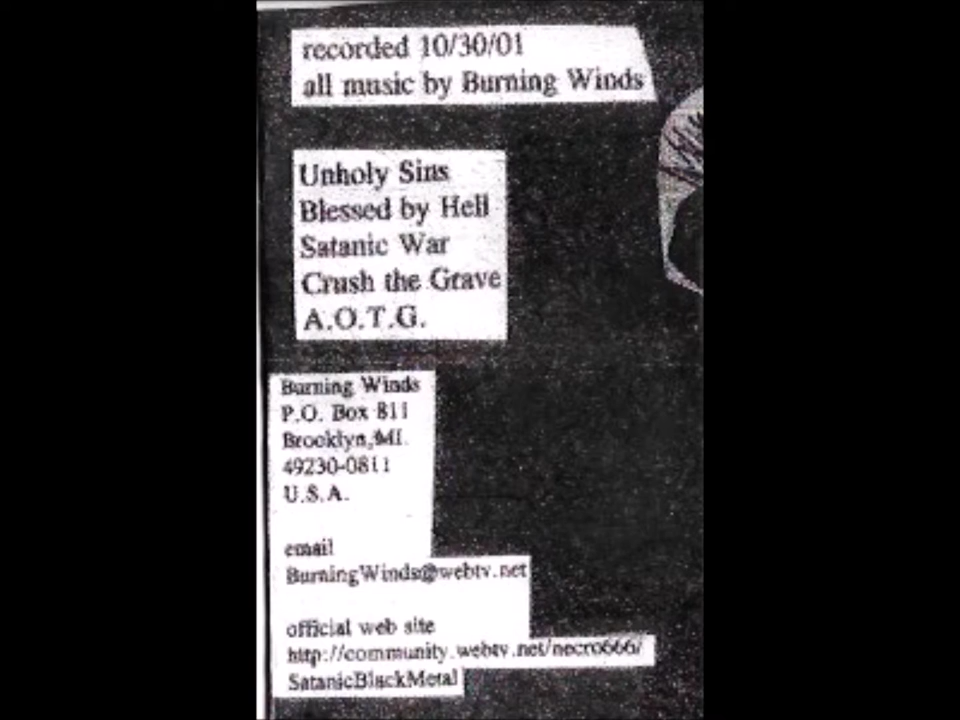 recorded 10/30/01
all music by Burning Winds
Unholy Sins
Blessed by Hell
Satanic War
Crush the Grave
A.O.T.G.
Burning Winds
P.O. Box 811
Brooklyn,MI.
49230-0811
U.S.A.
email
BurningWinds@webtv.net
official web site
http://community.webtv.net/necro666/
SatanicBlackMetal